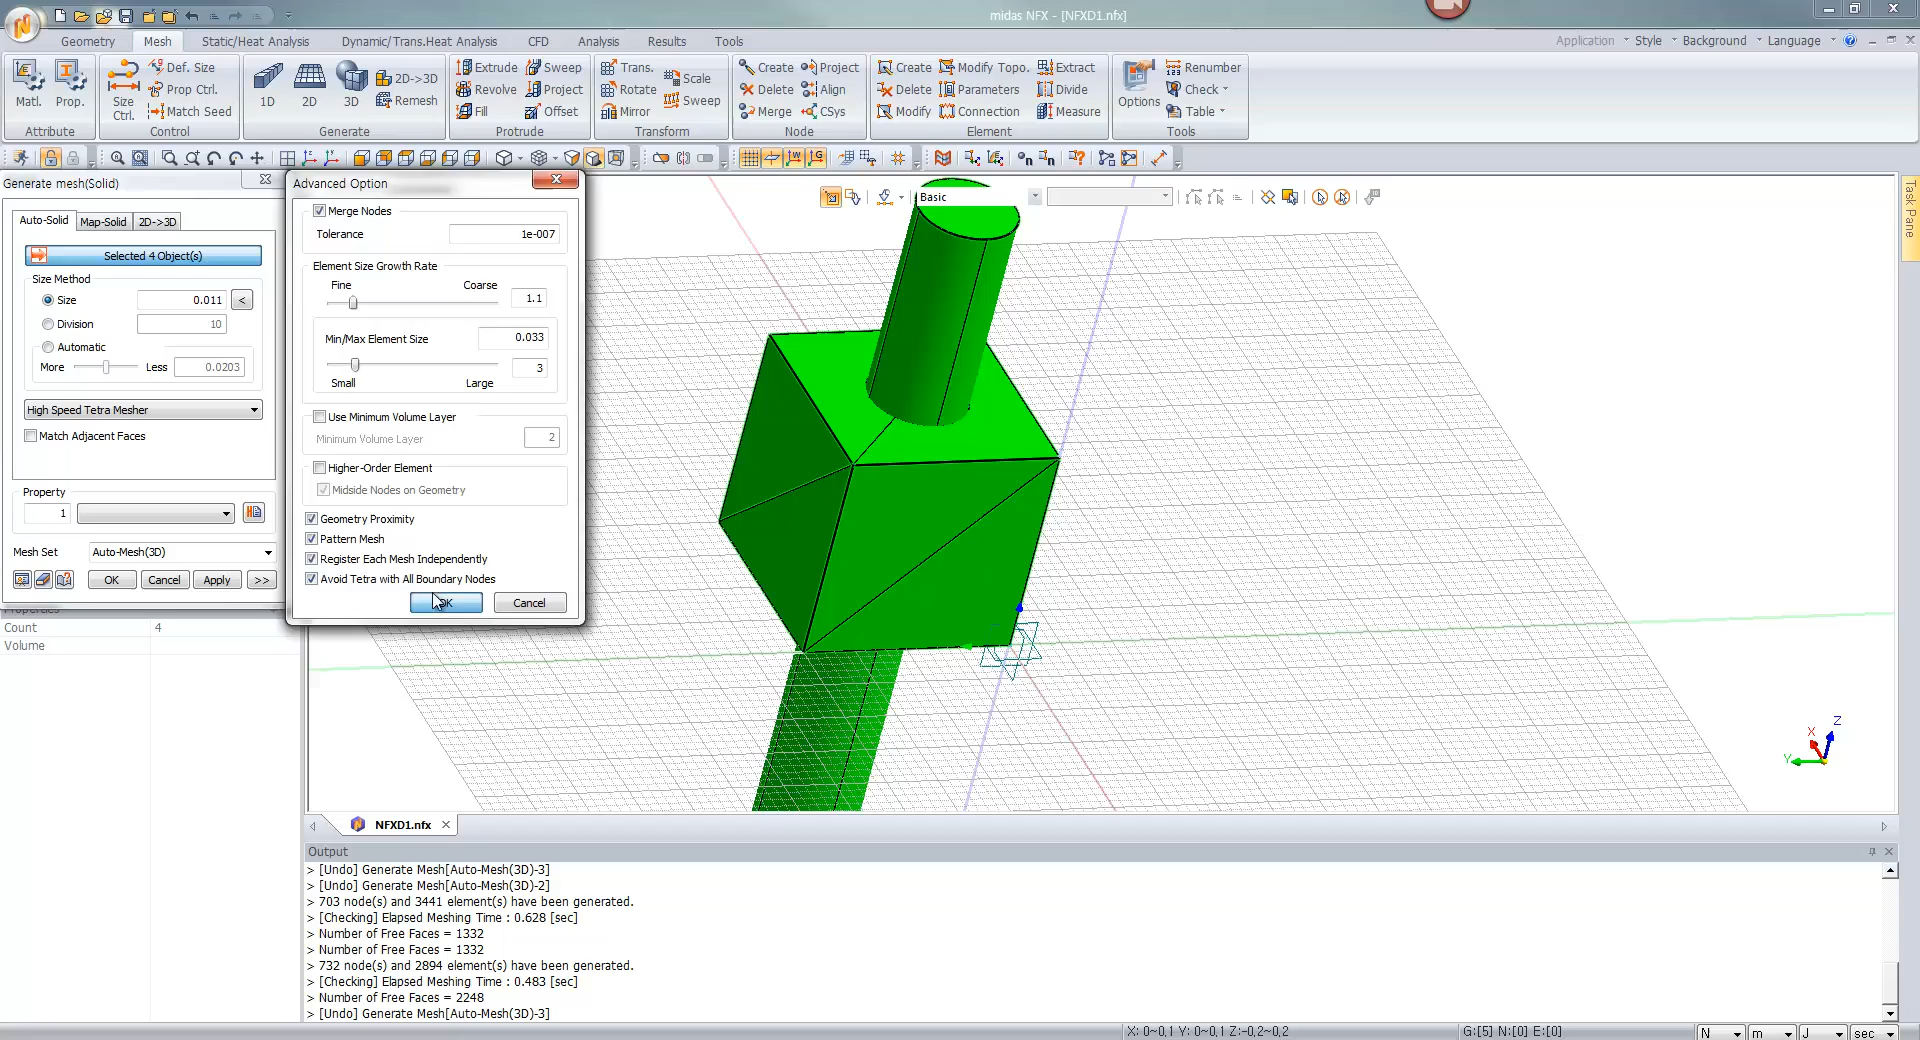 midas NFX - [NFXD1.nfx]
Geometry Mesh Static/Heat Analysis Dynamic/Trans.Heat Analysis CFD Analysis Results Tools
Application Style Background Language
Matl. Prop.
Attribute
Size Ctrl. Def. Size Prop Ctrl. Match Seed
Control
1D 2D 3D 2D->3D Remesh
Generate
Extrude Sweep
Revolve Project
Fill Offset
Protrude
Trans. Scale
Rotate Sweep
Mirror
Transform
Create Project
Delete Align
Merge CSys
Node
Create Modify Topo. Extract
Delete Parameters Divide
Modify Connection Measure
Element
Options Renumber
Check
Table
Tools
Generate mesh(Solid)
Auto-Solid Map-Solid 2D->3D
Selected 4 Object(s)
Size Method
Size 0.011 <
Division 10
Automatic
More Less 0.0203
High Speed Tetra Mesher
Match Adjacent Faces
Property
1
Mesh Set Auto-Mesh(3D)
OK Cancel Apply >>
Properties
Count 4
Volume
Advanced Option
Merge Nodes
Tolerance 1e-007
Element Size Growth Rate
Fine Coarse
1.1
Min/Max Element Size 0.033
3
Small Large
Use Minimum Volume Layer
Minimum Volume Layer 2
Higher-Order Element
Midside Nodes on Geometry
Geometry Proximity
Pattern Mesh
Register Each Mesh Independently
Avoid Tetra with All Boundary Nodes
OK Cancel
Basic
Task Pane
Z
X
Y
NFXD1.nfx
Output
> [Undo] Generate Mesh[Auto-Mesh(3D)-3]
> [Undo] Generate Mesh[Auto-Mesh(3D)-2]
> 703 node(s) and 3441 element(s) have been generated.
> [Checking] Elapsed Meshing Time : 0.628 [sec]
> Number of Free Faces = 1332
> Number of Free Faces = 1332
> 732 node(s) and 2894 element(s) have been generated.
> [Checking] Elapsed Meshing Time : 0.483 [sec]
> Number of Free Faces = 2248
> [Undo] Generate Mesh[Auto-Mesh(3D)-3]
X: 0~0,1 Y: 0~0,1 Z:-0,2~0,2 G:[5] N:[0] E:[0] N m J sec